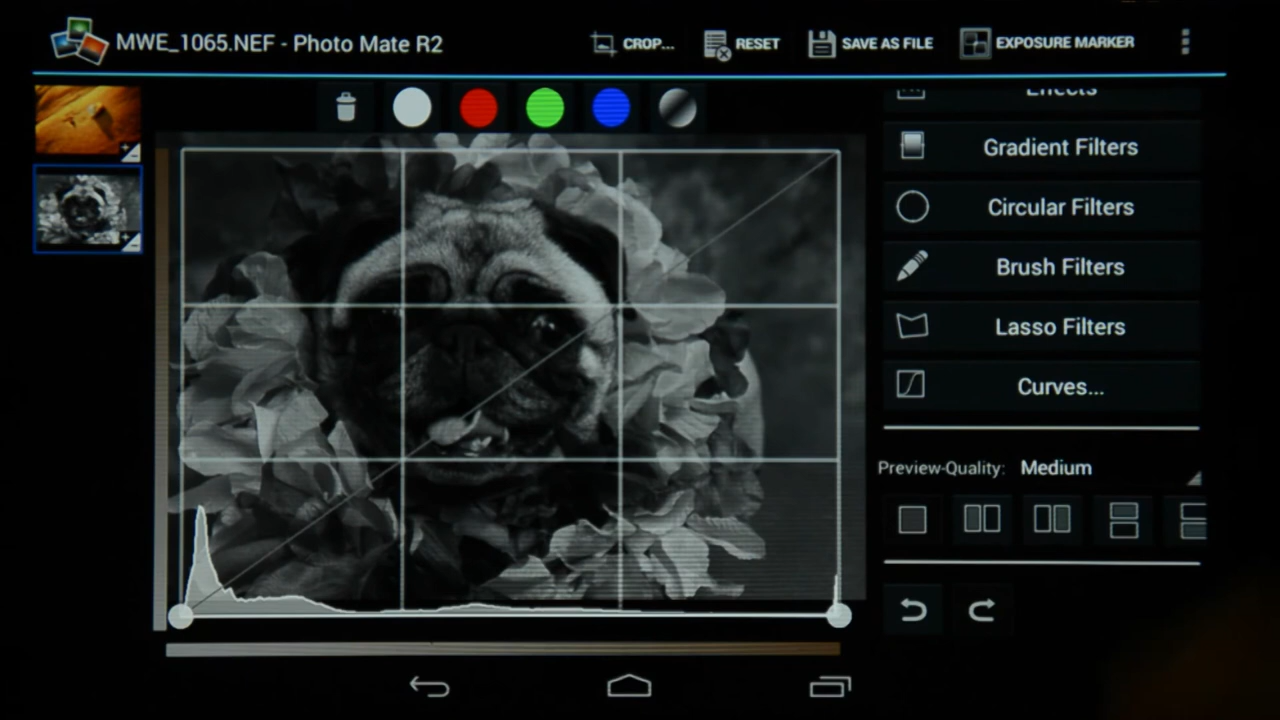 MWE_1065.NEF - Photo Mate R2
CROP...
RESET
SAVE AS FILE
EXPOSURE MARKER
Effects
Gradient Filters
Circular Filters
Brush Filters
Lasso Filters
Curves...
Preview-Quality: Medium